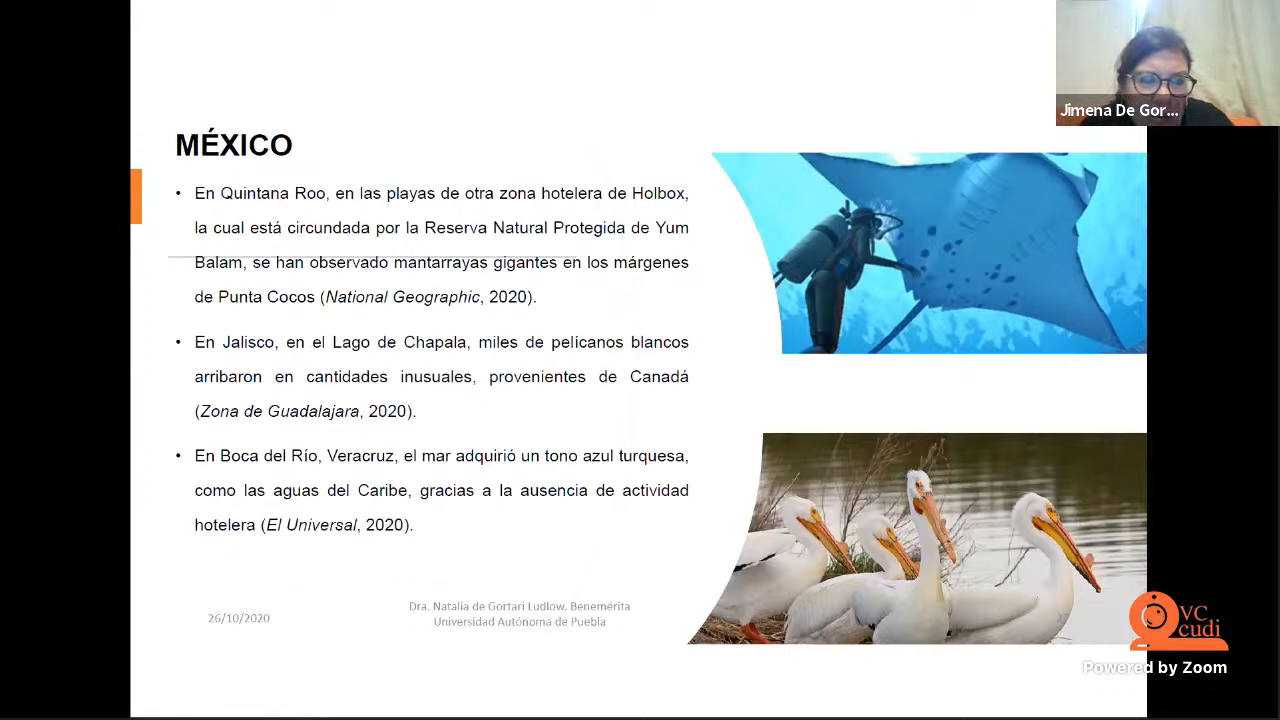 Jimena De Gor...
MÉXICO
• En Quintana Roo, en las playas de otra zona hotelera de Holbox,
la cual está circundada por la Reserva Natural Protegida de Yum
Balam, se han observado mantarrayas gigantes en los márgenes
de Punta Cocos (National Geographic, 2020).
• En Jalisco, en el Lago de Chapala, miles de pelícanos blancos
arribaron en cantidades inusuales, provenientes de Canadá
(Zona de Guadalajara, 2020).
• En Boca del Río, Veracruz, el mar adquirió un tono azul turquesa,
como las aguas del Caribe, gracias a la ausencia de actividad
hotelera (El Universal, 2020).
26/10/2020
Dra. Natalia de Gortari Ludlow. Benemérita
Universidad Autónoma de Puebla
VC
cudi
Powered by Zoom